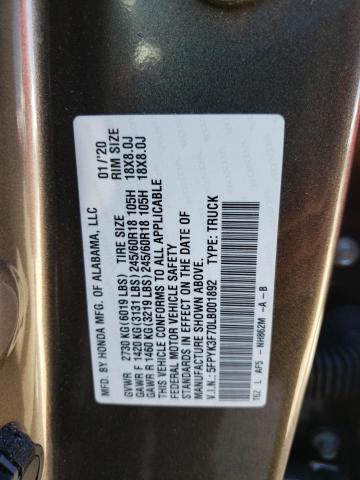 MFD. BY HONDA MFG. OF ALABAMA, LLC 01/'20
TIRE SIZE RIM SIZE
GVWR 2730 KG(6019 LBS)
GAWR F 1420 KG(3131 LBS) 245/60R18 105H 18X8.0J
GAWR R 1460 KG(3219 LBS) 245/60R18 105H 18X8.0J
THIS VEHICLE CONFORMS TO ALL APPLICABLE
FEDERAL MOTOR VEHICLE SAFETY
STANDARDS IN EFFECT ON THE DATE OF
MANUFACTURE SHOWN ABOVE.
V.I.N.: 5FPYK3F70LB001892 TYPE: TRUCK
T6Z L AF5 - NH862M -A -B